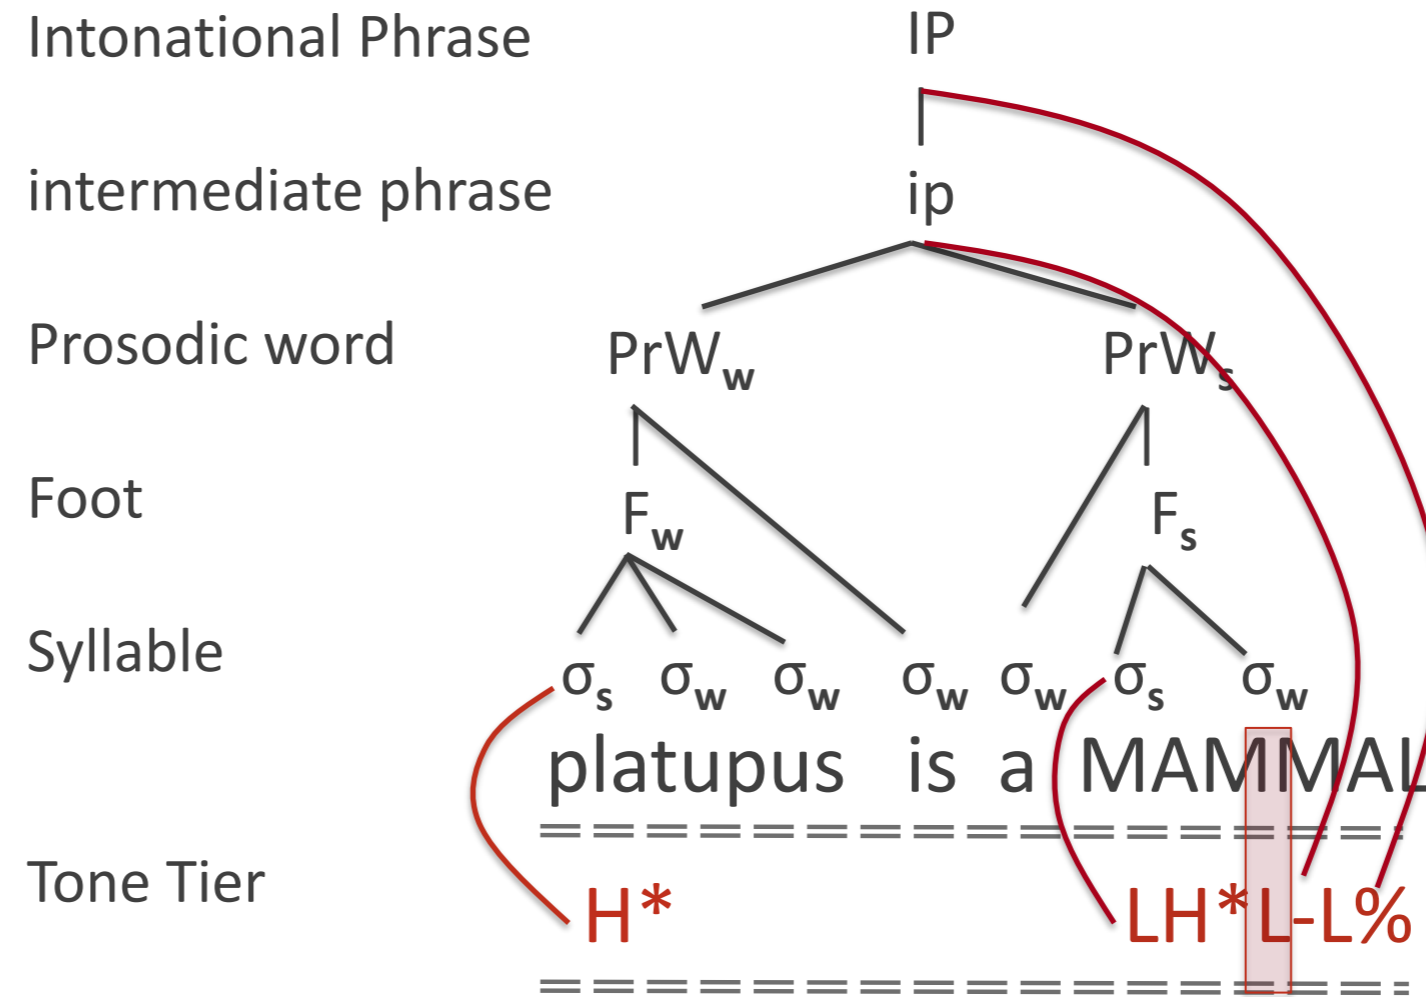 Intonational Phrase IP
intermediate phrase ip
Prosodic word PrWw PrWs
Foot Fw Fs
Syllable σs σw σw σw σw σs σw
platupus is a MAMMAL
Tone Tier H* LH* L-L%